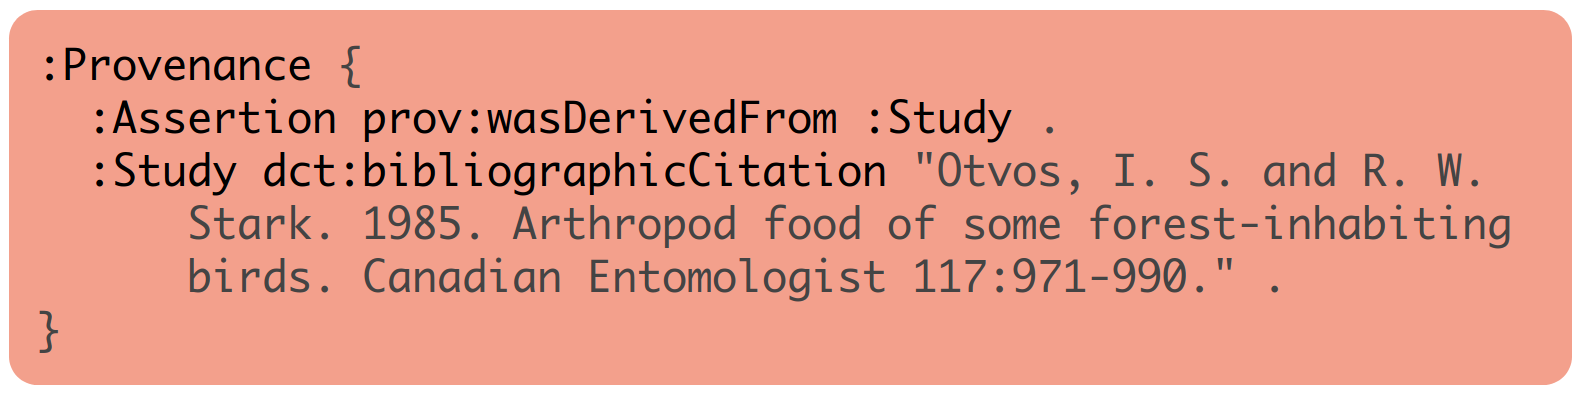 :Provenance {
:Assertion prov:wasDerivedFrom :Study .
:Study dct:bibliographicCitation "Otvos, I. S. and R. W.
Stark. 1985. Arthropod food of some forest-inhabiting
birds. Canadian Entomologist 117:971-990." .
}